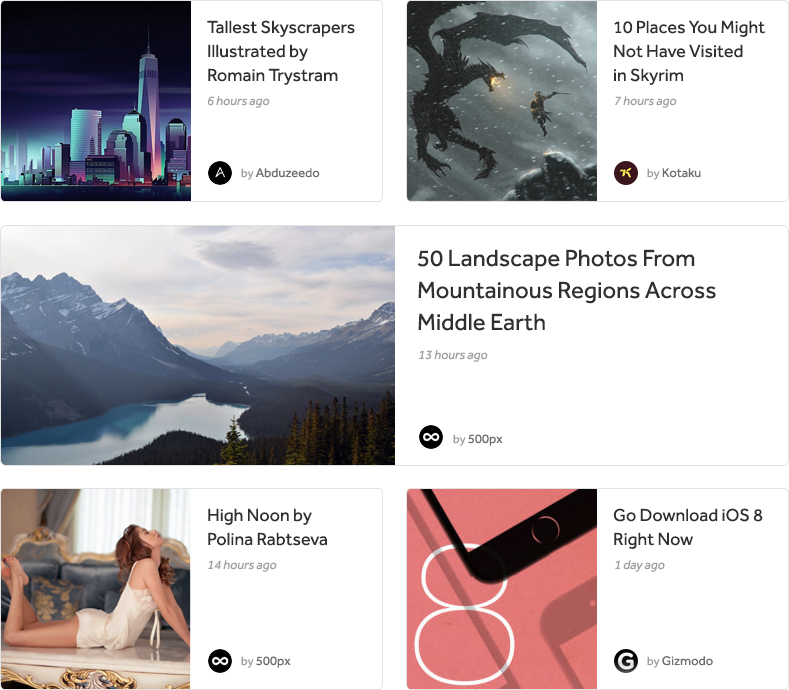 Tallest Skyscrapers
Illustrated by
Romain Trystram
6 hours ago
by Abduzeedo
10 Places You Might
Not Have Visited
in Skyrim
7 hours ago
by Kotaku
50 Landscape Photos From
Mountainous Regions Across
Middle Earth
13 hours ago
by 500px
High Noon by
Polina Rabtseva
14 hours ago
by 500px
8
Go Download iOS 8
Right Now
1 day ago
G
by Gizmodo